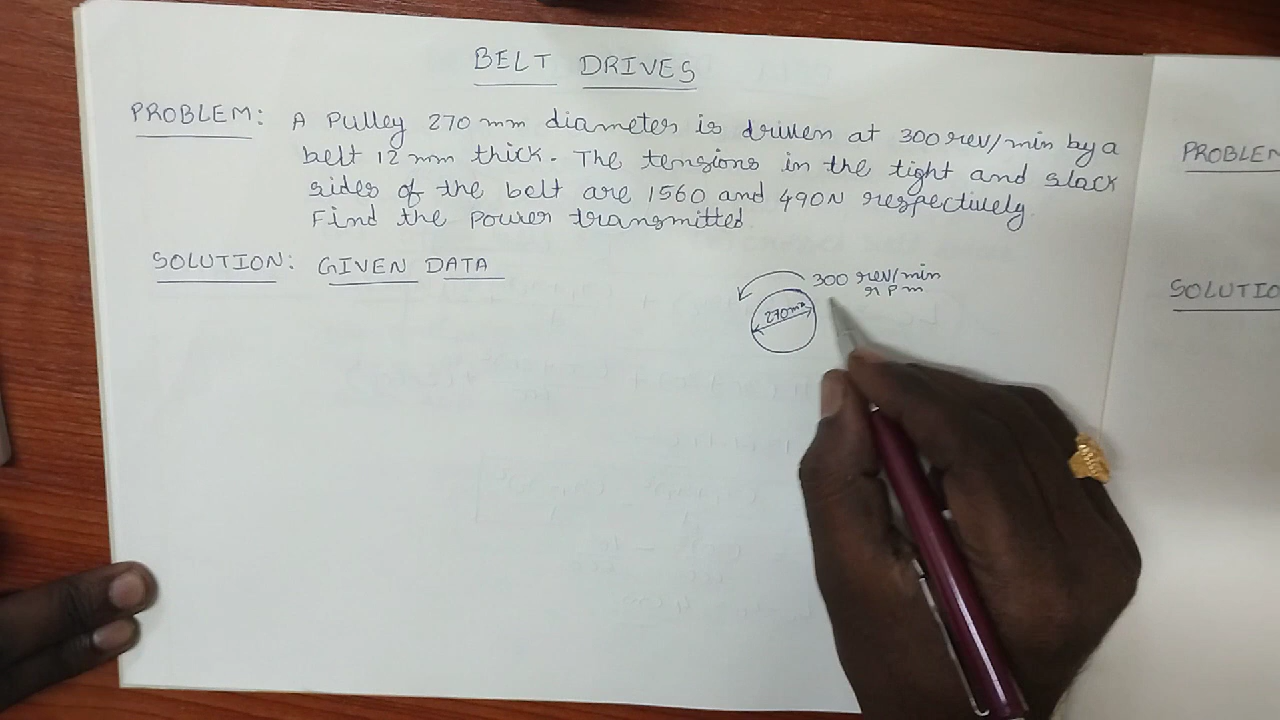 BELT DRIVES
PROBLEM: A Pulley 270 mm diameter is driven at 300 rev/min by a
belt 12 mm thick. The tensions in the tight and slack
sides of the belt are 1560 and 490N respectively.
Find the Power transmitted.
SOLUTION: GIVEN DATA
300 rev/min
rpm
270mm
PROBLEM
SOLUTIO